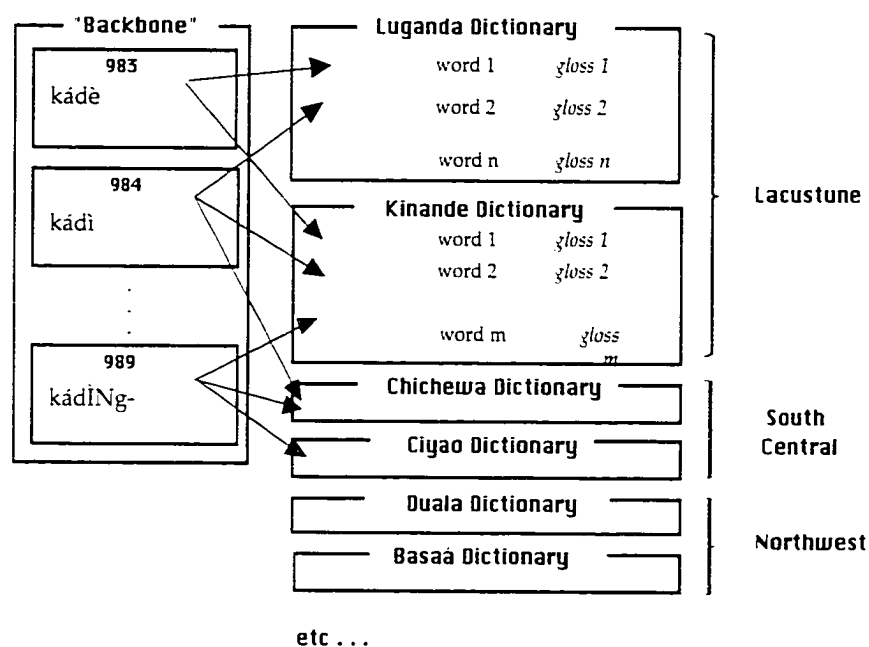 "Backbone"
983
kádè
984
kádì
.
.
.
989
kádÌNg-
Luganda Dictionary
word 1 gloss 1
word 2 gloss 2
word n gloss n
Kinande Dictionary
word 1 gloss 1
word 2 gloss 2
word m gloss
m
Lacustune
Chichewa Dictionary
Ciyao Dictionary
South
Central
Duala Dictionary
Basaá Dictionary
Northwest
etc . . .